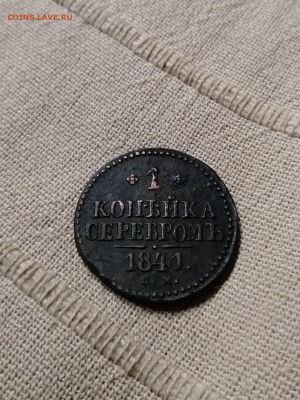 COINS.LAVE.RU
1
КОПѢЙКА
СЕРЕБРОМЪ
1841.
С. М.